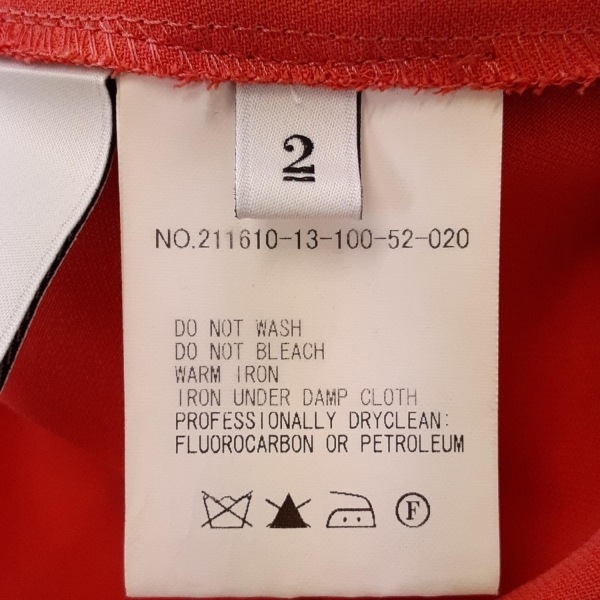 2
NO.211610-13-100-52-020
DO NOT WASH
DO NOT BLEACH
WARM IRON
IRON UNDER DAMP CLOTH
PROFESSIONALLY DRYCLEAN:
FLUOROCARBON OR PETROLEUM
F